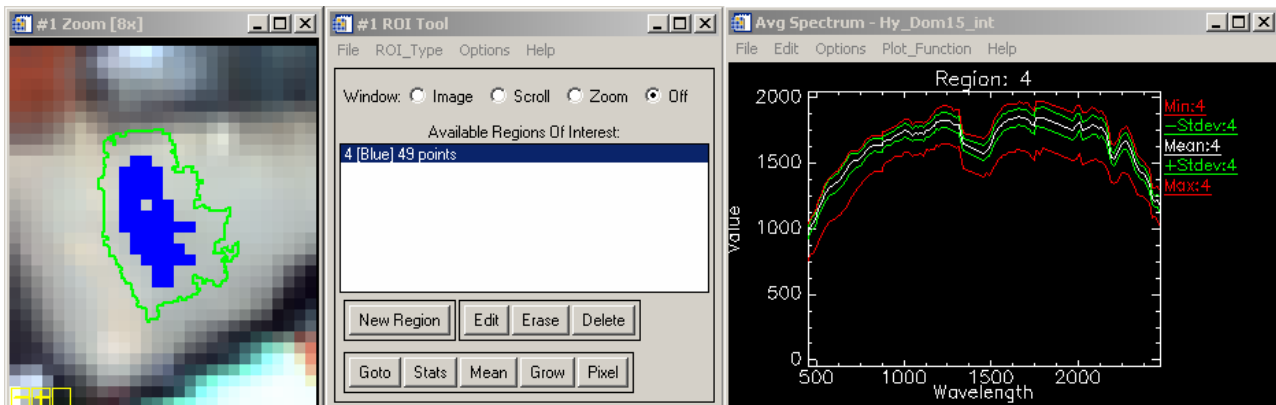 #1 Zoom [8x]
#1 ROI Tool
File ROI_Type Options Help
Window: Image Scroll Zoom Off
Available Regions Of Interest:
4 [Blue] 49 points
New Region Edit Erase Delete
Goto Stats Mean Grow Pixel
Avg Spectrum - Hy_Dom15_int
File Edit Options Plot_Function Help
Region: 4
Value
2000
1500
1000
500
0
500 1000 1500 2000
Wavelength
Min:4
-Stdev:4
Mean:4
+Stdev:4
Max:4